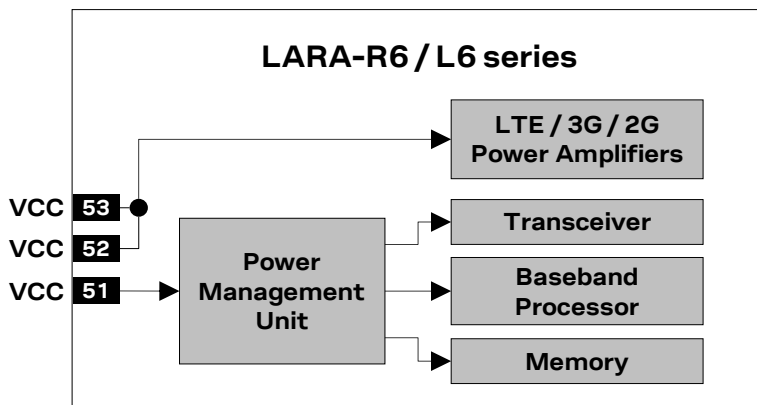 LARA-R6 / L6 series
LTE / 3G / 2G
Power Amplifiers
VCC 53
VCC 52
VCC 51
Power
Management
Unit
Transceiver
Baseband
Processor
Memory